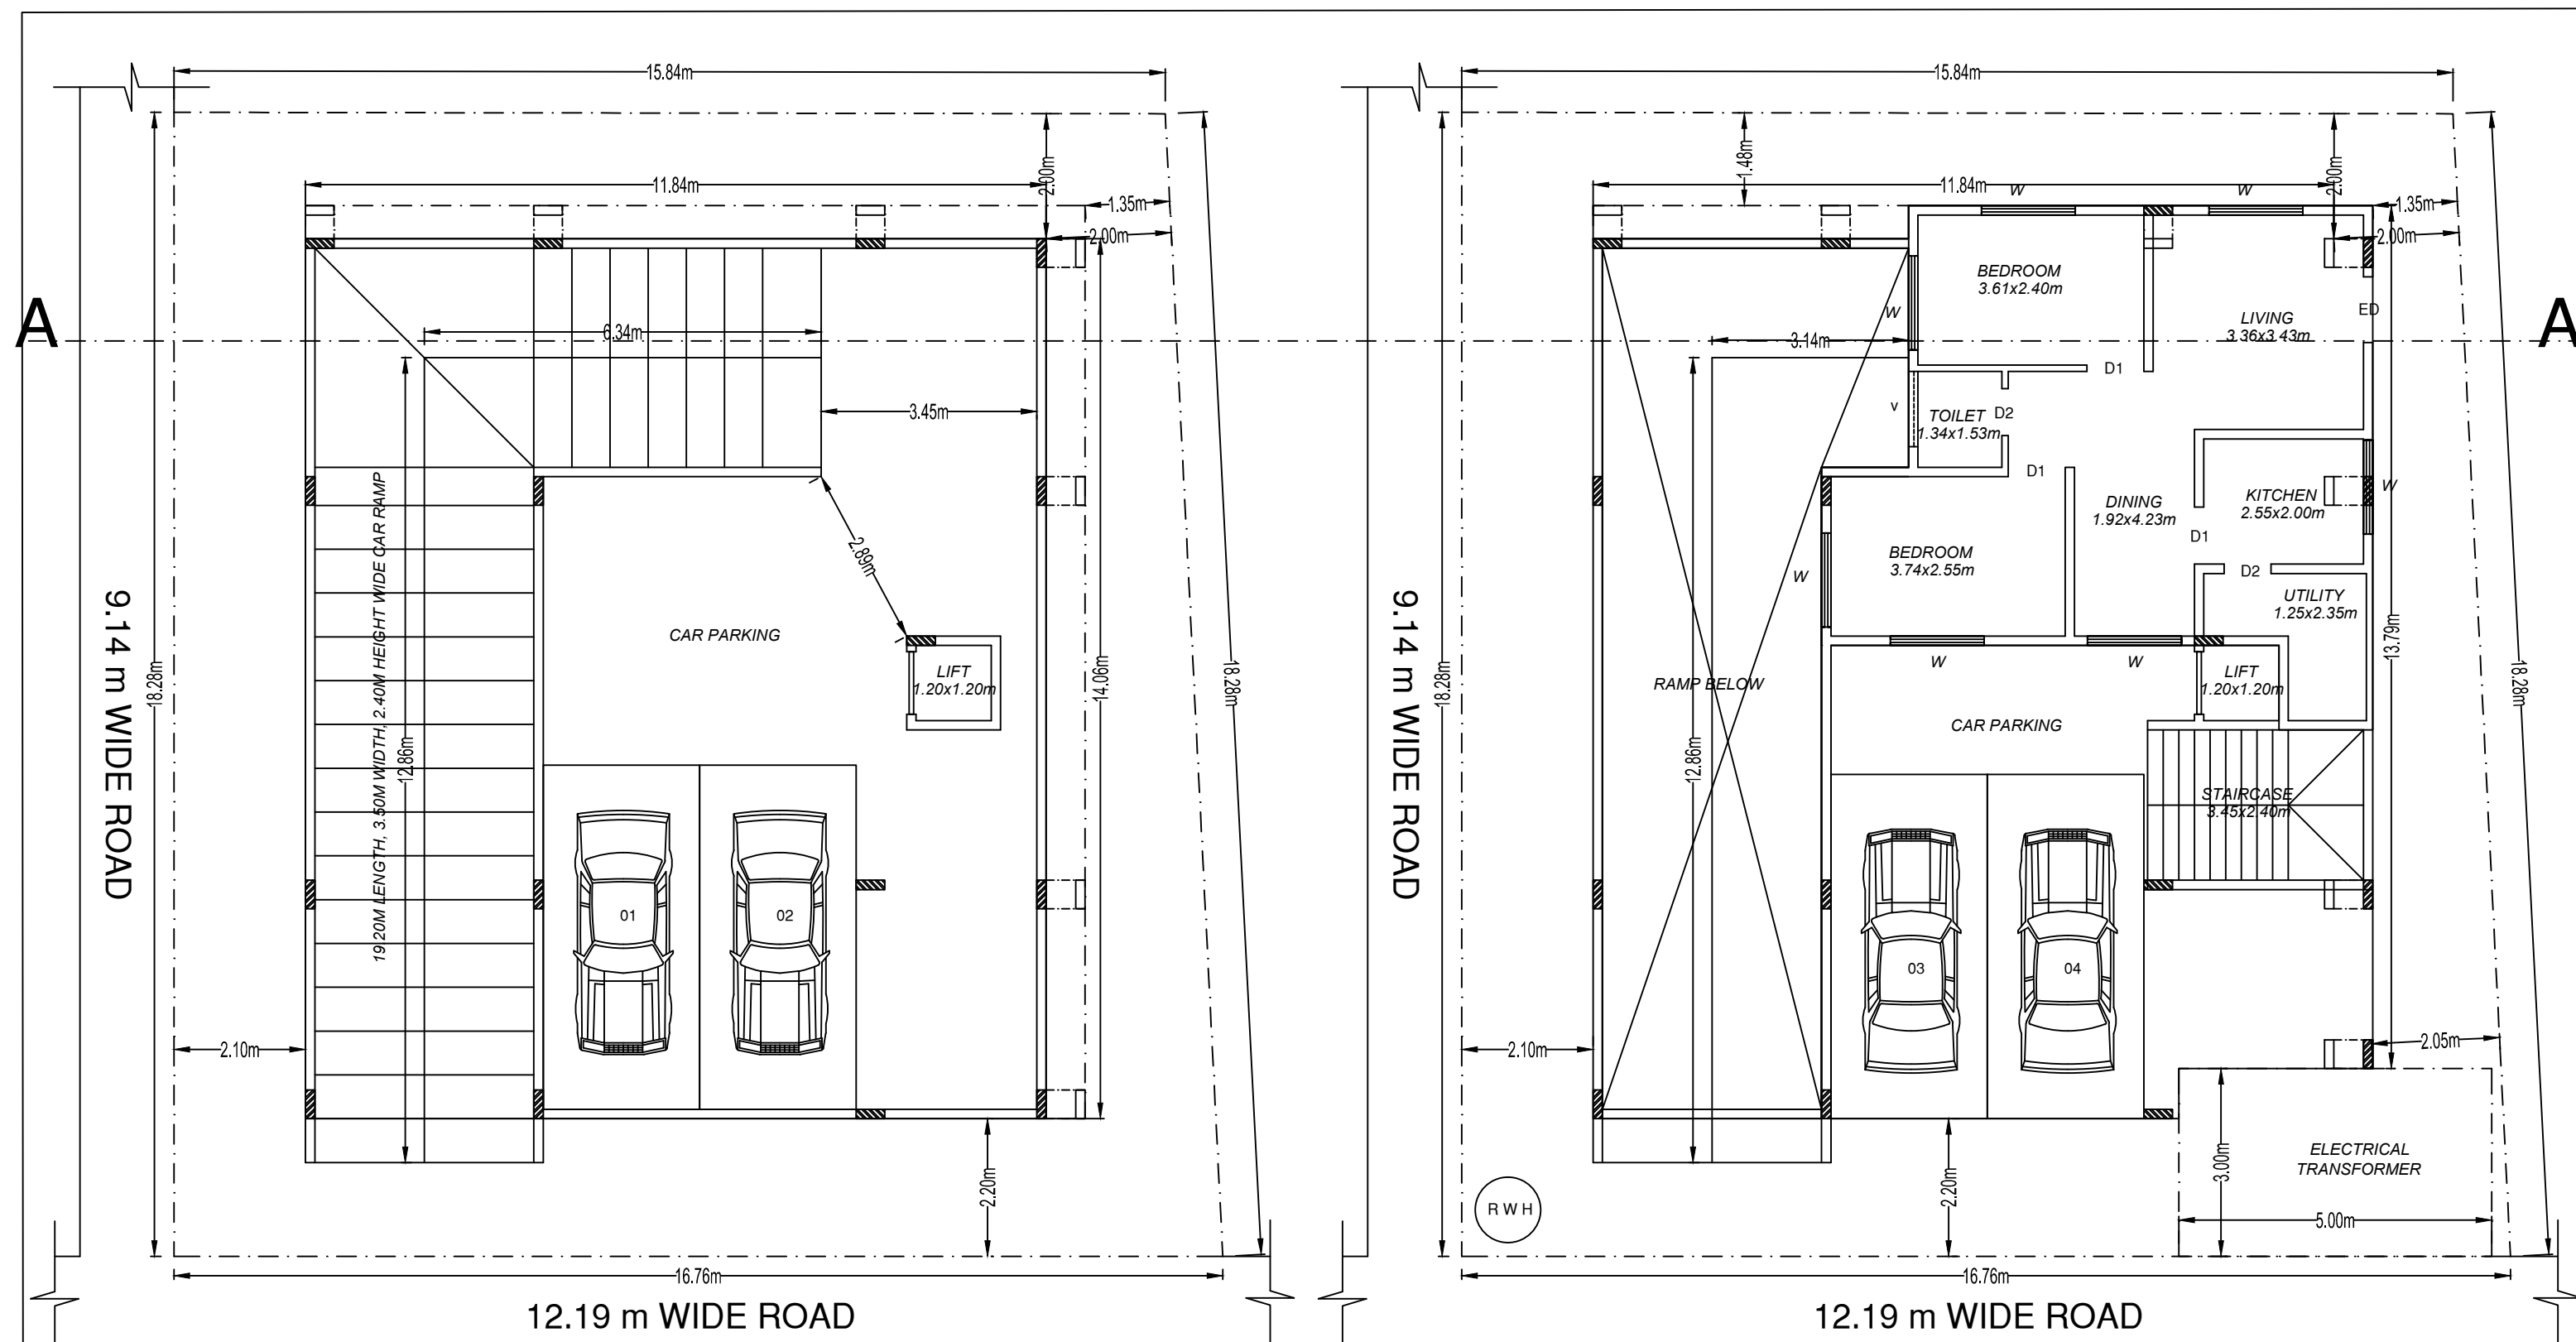 15.84m
2.00m
11.84m
1.35m
2.00m
A
6.34m
3.45m
2.89m
19.20M LENGTH, 3.50M WIDTH, 2.40M HEIGHT WIDE CAR RAMP
12.86m
CAR PARKING
LIFT
1.20x1.20m
14.06m
18.28m
18.28m
9.14 m WIDE ROAD
01
02
2.10m
2.20m
16.76m
12.19 m WIDE ROAD
15.84m
1.48m
2.00m
11.84m
W
W
1.35m
2.00m
BEDROOM
3.61x2.40m
W
ED
LIVING
3.36x3.43m
A
3.14m
D1
v
TOILET
1.34x1.53m
D2
D1
DINING
1.92x4.23m
KITCHEN
2.55x2.00m
W
D1
BEDROOM
3.74x2.55m
W
D2
UTILITY
1.25x2.35m
13.79m
W
W
LIFT
1.20x1.20m
RAMP BELOW
CAR PARKING
12.86m
18.28m
18.28m
9.14 m WIDE ROAD
STAIRCASE
3.45x2.40m
03
04
2.10m
2.05m
ELECTRICAL
TRANSFORMER
3.00m
5.00m
2.20m
R W H
16.76m
12.19 m WIDE ROAD